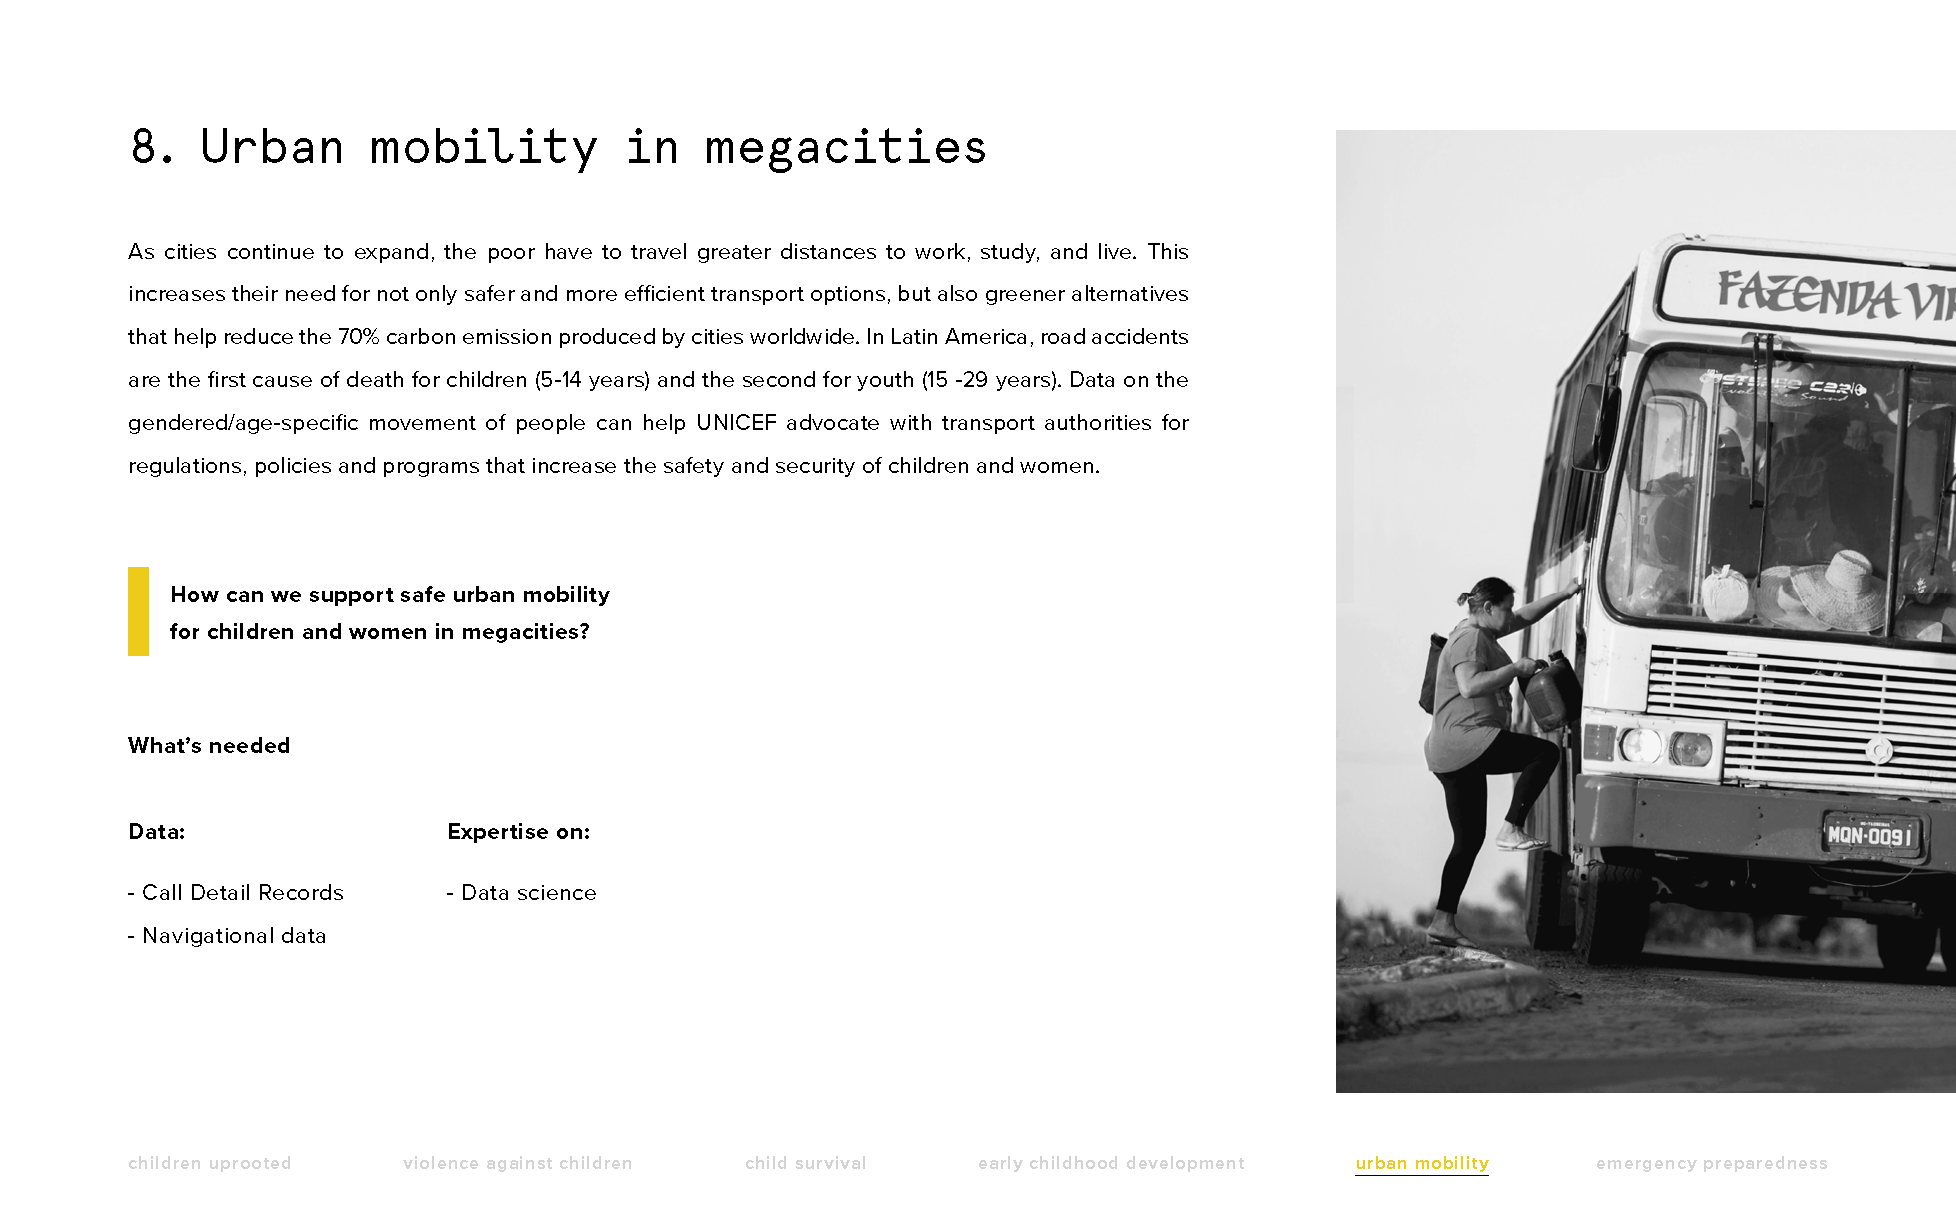 8. Urban mobility in megacities
As cities continue to expand, the poor have to travel greater distances to work, study, and live. This
increases their need for not only safer and more efficient transport options, but also greener alternatives
that help reduce the 70% carbon emission produced by cities worldwide. In Latin America, road accidents
are the first cause of death for children (5-14 years) and the second for youth (15 -29 years). Data on the
gendered/age-specific movement of people can help UNICEF advocate with transport authorities for
regulations, policies and programs that increase the safety and security of children and women.
How can we support safe urban mobility
for children and women in megacities?
What’s needed
Data:
Expertise on:
- Call Detail Records
- Data science
- Navigational data
FAZENDA
MQN-0091
children uprooted
violence against children
child survival
early childhood development
urban mobility
emergency preparedness